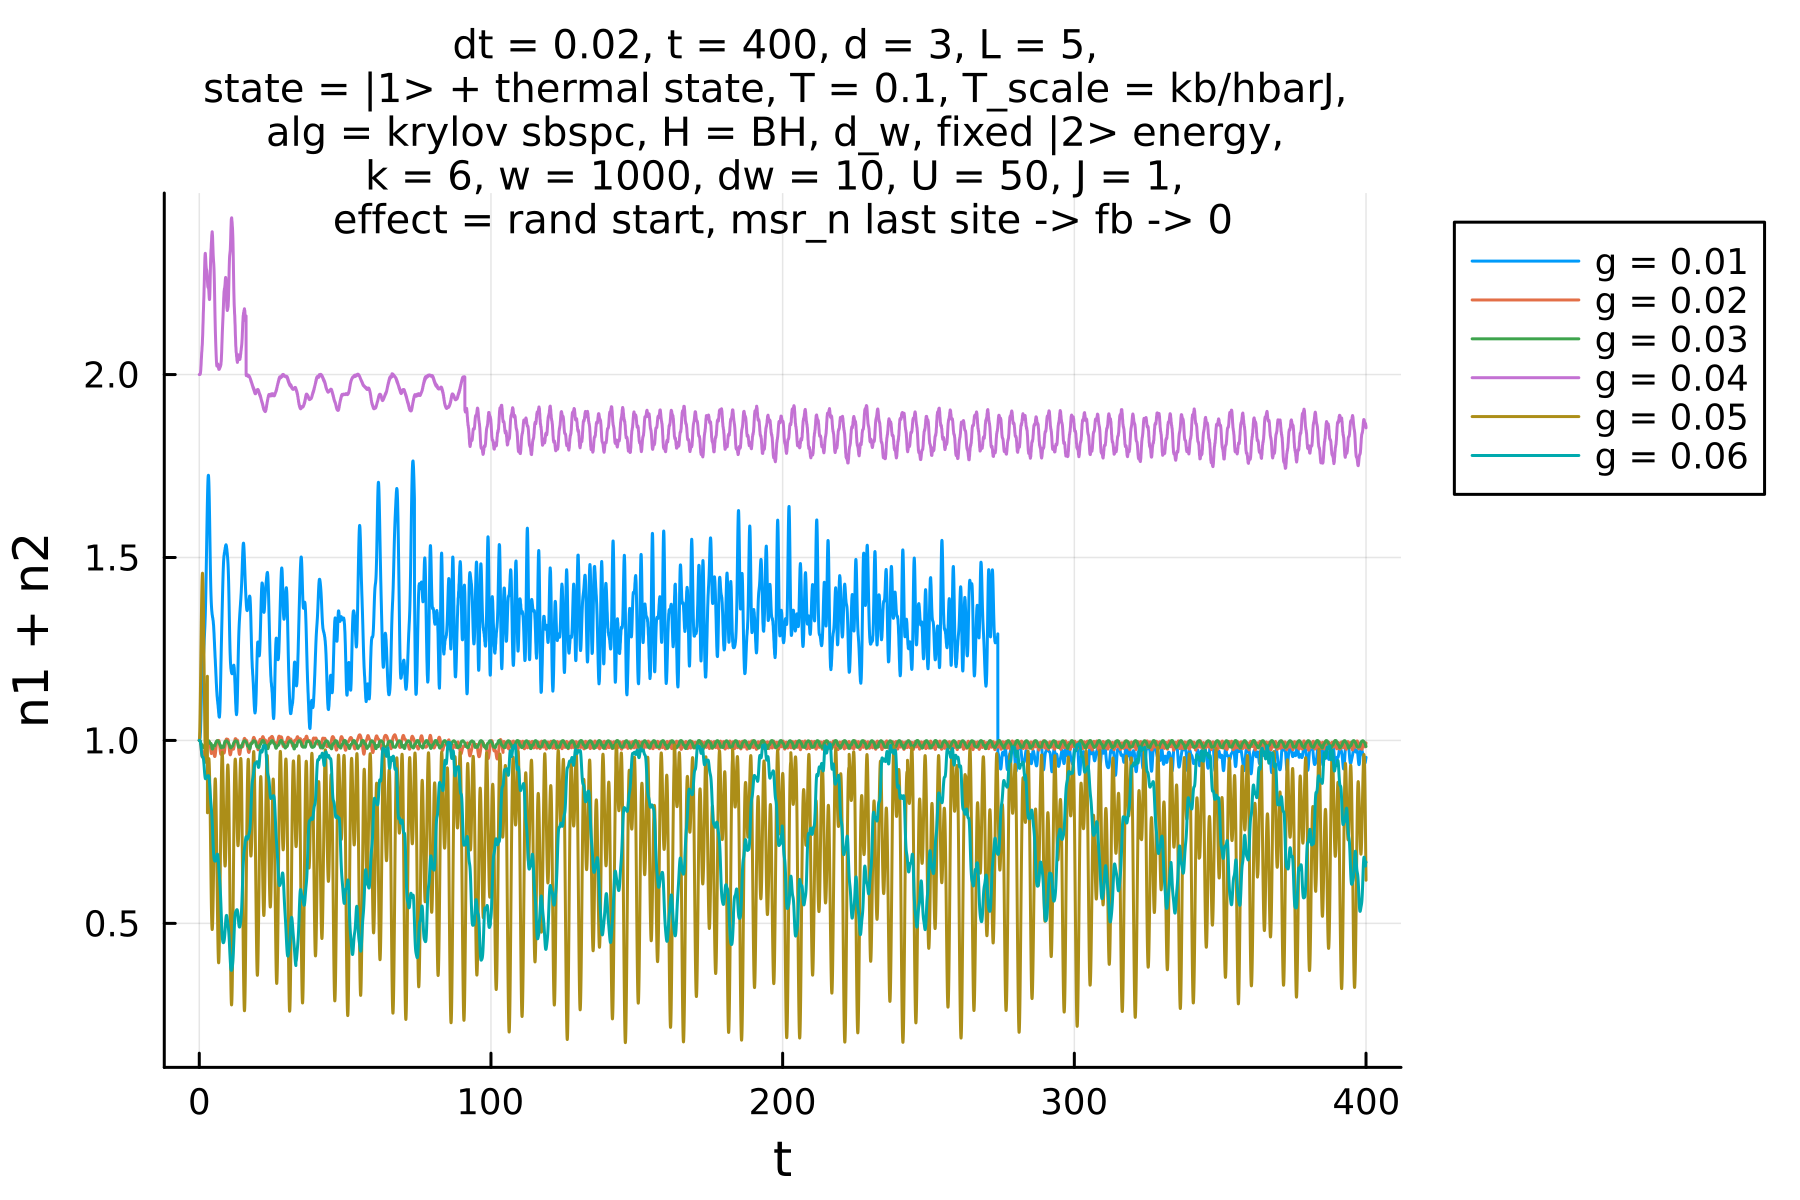 dt = 0.02, t = 400, d = 3, L = 5,
state = |1> + thermal state, T = 0.1, T_scale = kb/hbarJ,
alg = krylov sbspc, H = BH, d_w, fixed |2> energy,
k = 6, w = 1000, dw = 10, U = 50, J = 1,
effect = rand start, msr_n last site -> fb -> 0
g = 0.01
g = 0.02
g = 0.03
g = 0.04
g = 0.05
g = 0.06
n1 + n2
2.0
1.5
1.0
0.5
0
100
200
300
400
t